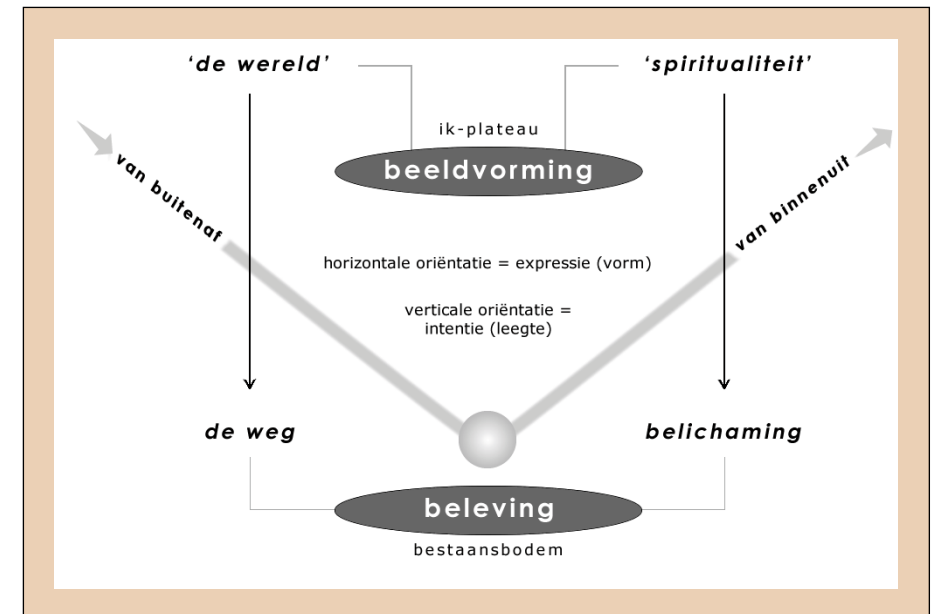 ‘de wereld’
‘spiritualiteit’
ik-plateau
beeldvorming
van buitenaf
van binnenuit
horizontale oriëntatie = expressie (vorm)
verticale oriëntatie =
intentie (leegte)
de weg
belichaming
beleving
bestaansbodem